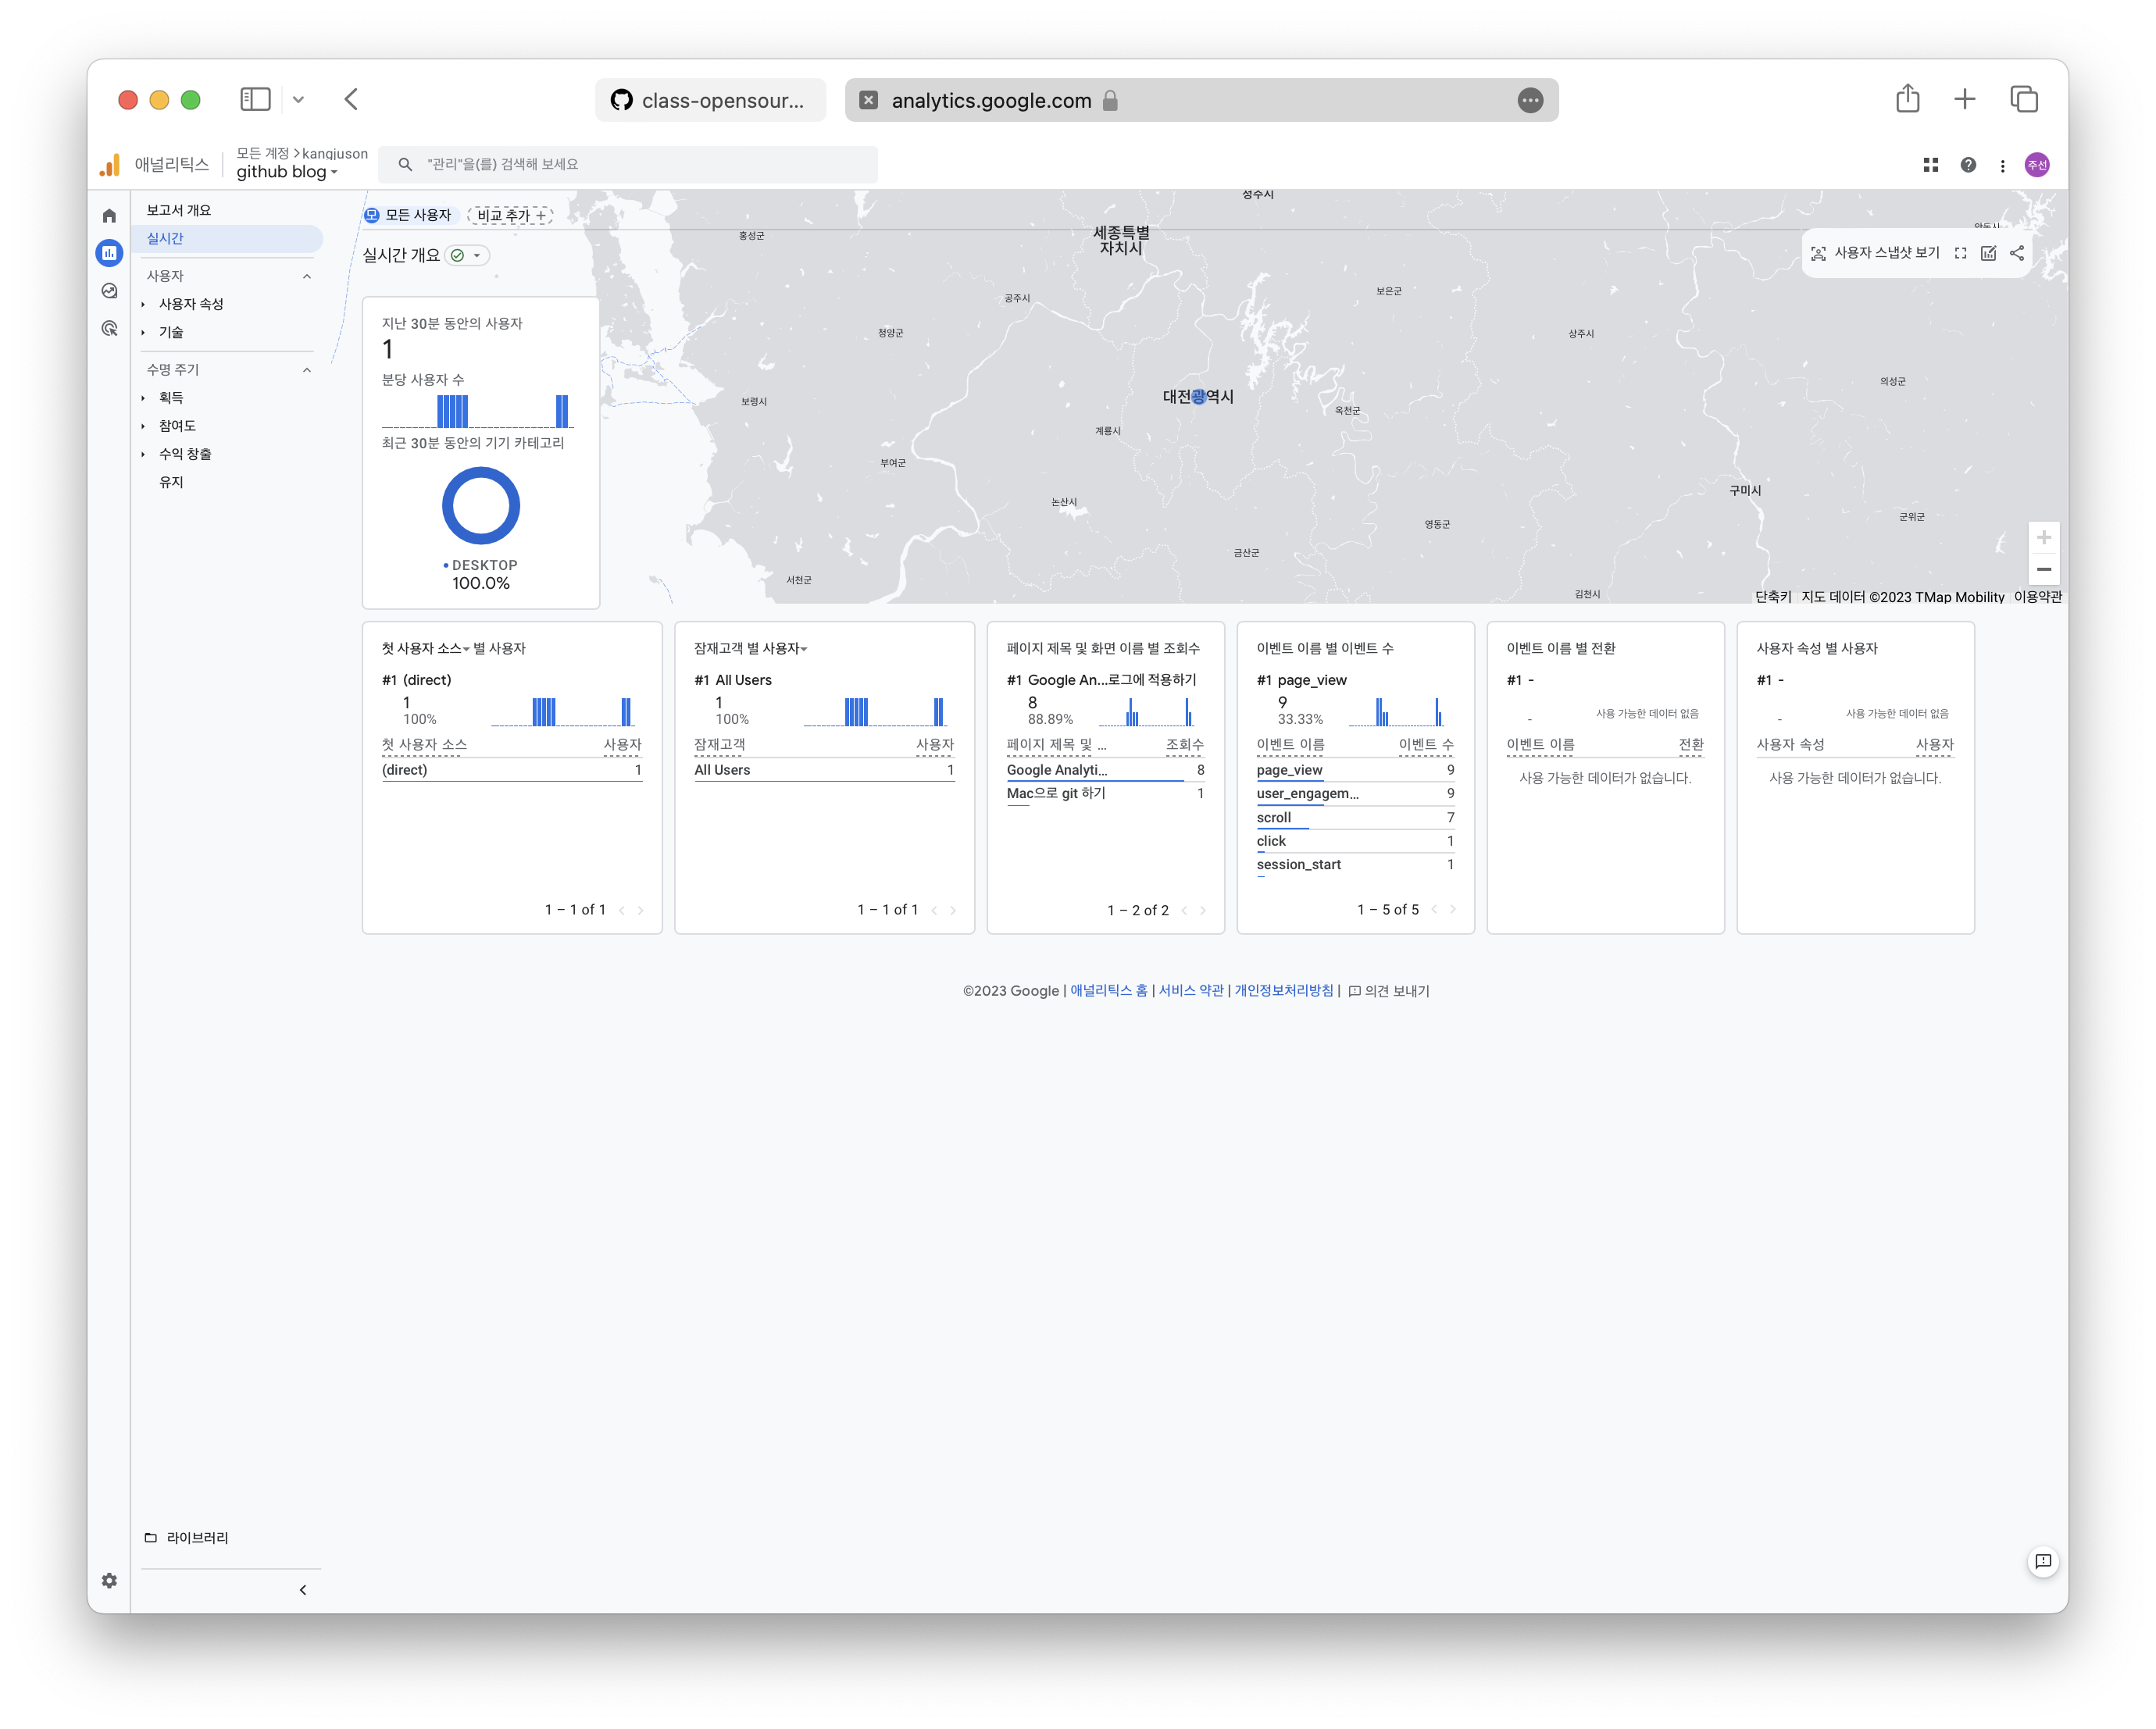 class-opensour...
analytics.google.com
애널리틱스
모든 계정 > kangjuson
github blog
"관리"을(를) 검색해 보세요
주선
보고서 개요
실시간
사용자
사용자 속성
기술
수명 주기
획득
참여도
수익 창출
유지
라이브러리
모 모든 사용자
비교 추가 +
실시간 개요
사용자 스냅샷 보기
지난 30분 동안의 사용자
1
분당 사용자 수
최근 30분 동안의 기기 카테고리
DESKTOP
100.0%
홍성군
세종특별
자치시
공주시
보은군
청양군
상주시
의성군
보령시
대전광역시
옥천군
계룡시
부여군
구미시
논산시
군위군
영동군
금산군
서천군
김천시
단축키 지도 데이터 ©2023 TMap Mobility 이용약관
첫 사용자 소스 별 사용자
#1 (direct)
1
100%
첫 사용자 소스 사용자
(direct) 1
1 – 1 of 1
잠재고객 별 사용자
#1 All Users
1
100%
잠재고객 사용자
All Users 1
1 – 1 of 1
페이지 제목 및 화면 이름 별 조회수
#1 Google An...로그에 적용하기
8
88.89%
페이지 제목 및 ... 조회수
Google Analyti... 8
Mac으로 git 하기 1
1 – 2 of 2
이벤트 이름 별 이벤트 수
#1 page_view
9
33.33%
이벤트 이름 이벤트 수
page_view 9
user_engagem... 9
scroll 7
click 1
session_start 1
1 – 5 of 5
이벤트 이름 별 전환
#1 -
-
사용 가능한 데이터 없음
이벤트 이름 전환
사용 가능한 데이터가 없습니다.
사용자 속성 별 사용자
#1 -
-
사용 가능한 데이터 없음
사용자 속성 사용자
사용 가능한 데이터가 없습니다.
©2023 Google | 애널리틱스 홈 | 서비스 약관 | 개인정보처리방침 | 의견 보내기